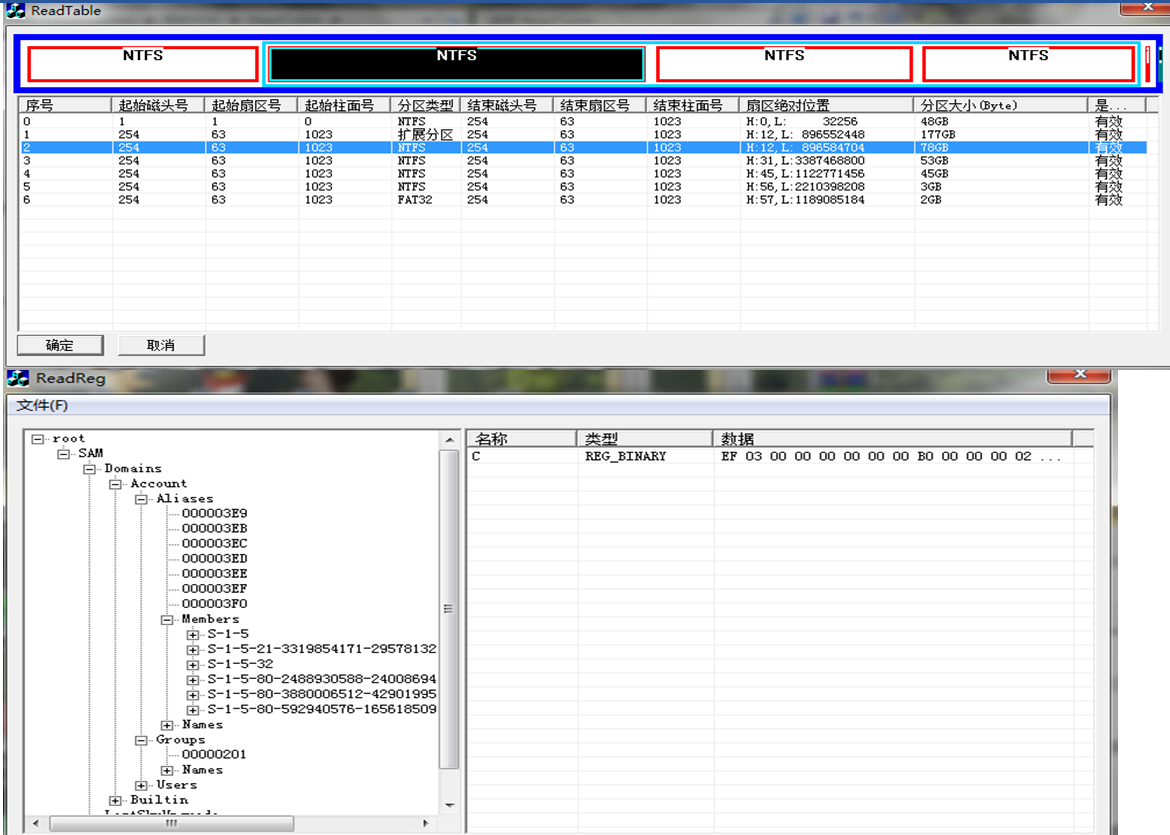 ReadTable
NTFS NTFS NTFS NTFS
序号 起始磁头号 起始扇区号 起始柱面号 分区类型 结束磁头号 结束扇区号 结束柱面号 扇区绝对位置 分区大小(Byte) 是...
0 1 1 0 NTFS 254 63 1023 H:0, L: 32256 48GB 有效
1 254 63 1023 扩展分区 254 63 1023 H:12, L: 896552448 177GB 有效
2 254 63 1023 NTFS 254 63 1023 H:12, L: 896584704 78GB 有效
3 254 63 1023 NTFS 254 63 1023 H:31, L:3387468800 53GB 有效
4 254 63 1023 NTFS 254 63 1023 H:45, L:1122771456 45GB 有效
5 254 63 1023 NTFS 254 63 1023 H:56, L:2210398208 3GB 有效
6 254 63 1023 FAT32 254 63 1023 H:57, L:1189085184 2GB 有效
确定 取消
ReadReg
文件(F)
名称 类型 数据
C REG_BINARY EF 03 00 00 00 00 00 00 B0 00 00 00 02 ...
root
SAM
Domains
Account
Aliases
000003E9
000003EB
000003EC
000003ED
000003EE
000003EF
000003F0
Members
S-1-5
S-1-5-21-3319854171-29578132
S-1-5-32
S-1-5-80-2488930588-24008694
S-1-5-80-3880006512-42901995
S-1-5-80-592940576-165618509
Names
Groups
00000201
Names
Users
Builtin